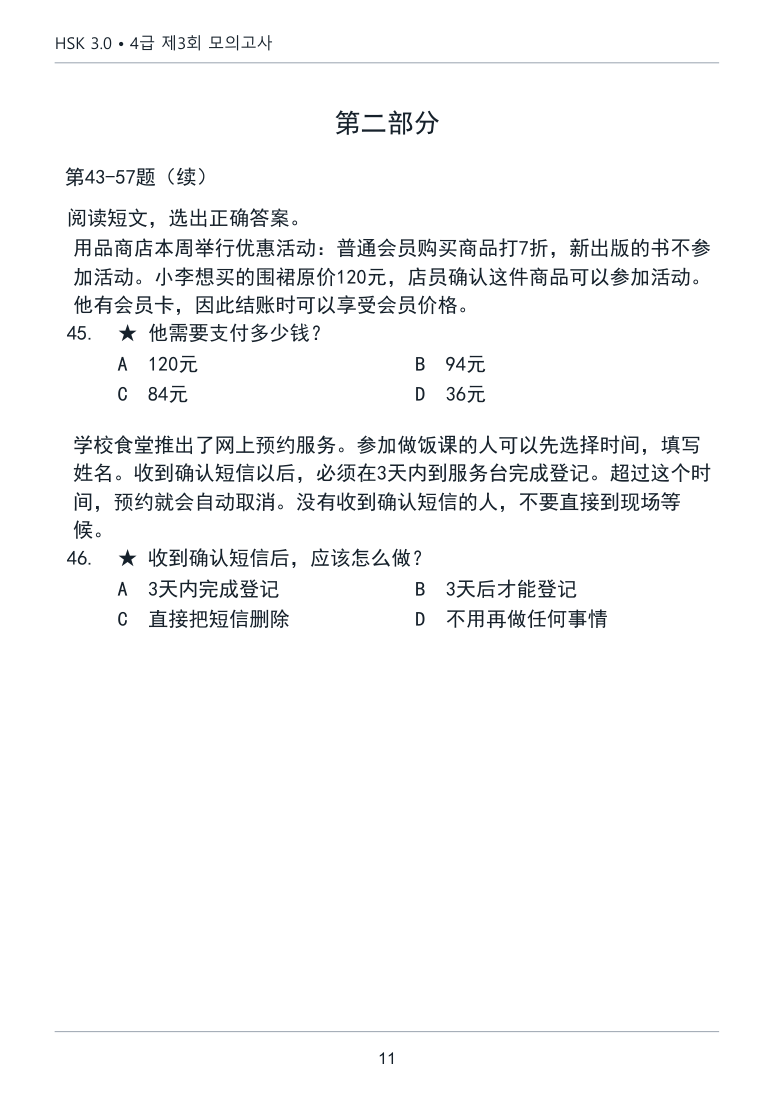 HSK 3.0 • 4급 제3회 모의고사
第二部分
第43-57题（续）
阅读短文，选出正确答案。
用品商店本周举行优惠活动：普通会员购买商品打7折，新出版的书不参
加活动。小李想买的围裙原价120元，店员确认这件商品可以参加活动。
他有会员卡，因此结账时可以享受会员价格。
45. ★ 他需要支付多少钱？
A 120元 B 94元
C 84元 D 36元
学校食堂推出了网上预约服务。参加做饭课的人可以先选择时间，填写
姓名。收到确认短信以后，必须在3天内到服务台完成登记。超过这个时
间，预约就会自动取消。没有收到确认短信的人，不要直接到现场等
候。
46. ★ 收到确认短信后，应该怎么做？
A 3天内完成登记 B 3天后才能登记
C 直接把短信删除 D 不用再做任何事情
11